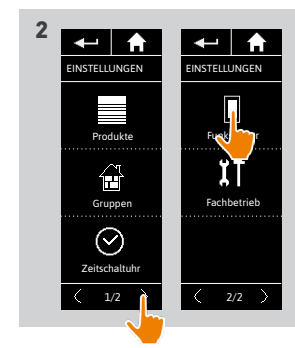 2
EINSTELLUNGEN
Produkte
Gruppen
Zeitschaltuhr
1/2
EINSTELLUNGEN
Fachbetrieb
2/2